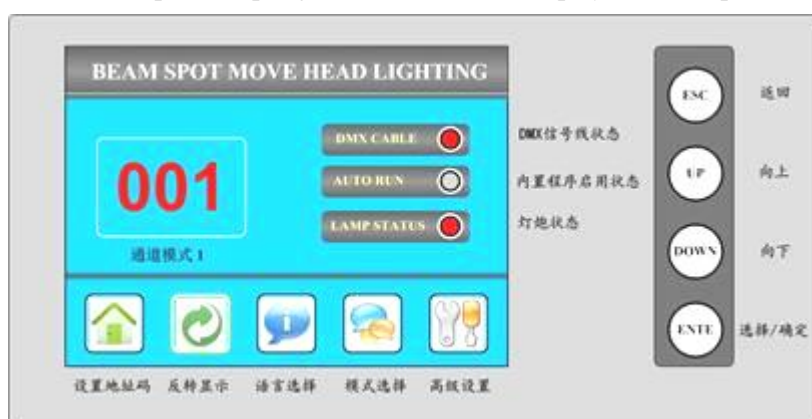 BEAM SPOT MOVE HEAD LIGHTING
DMX CABLE
DMX信号线状态
001
AUTO RUN
内置程序启用状态
LAMP STATUS
灯炮状态
通道模式 1
设置地址码 反转显示 语言选择 模式选择 高级设置
ESC 返回
UP 向上
DOWN 向下
ENTE 选择/确定